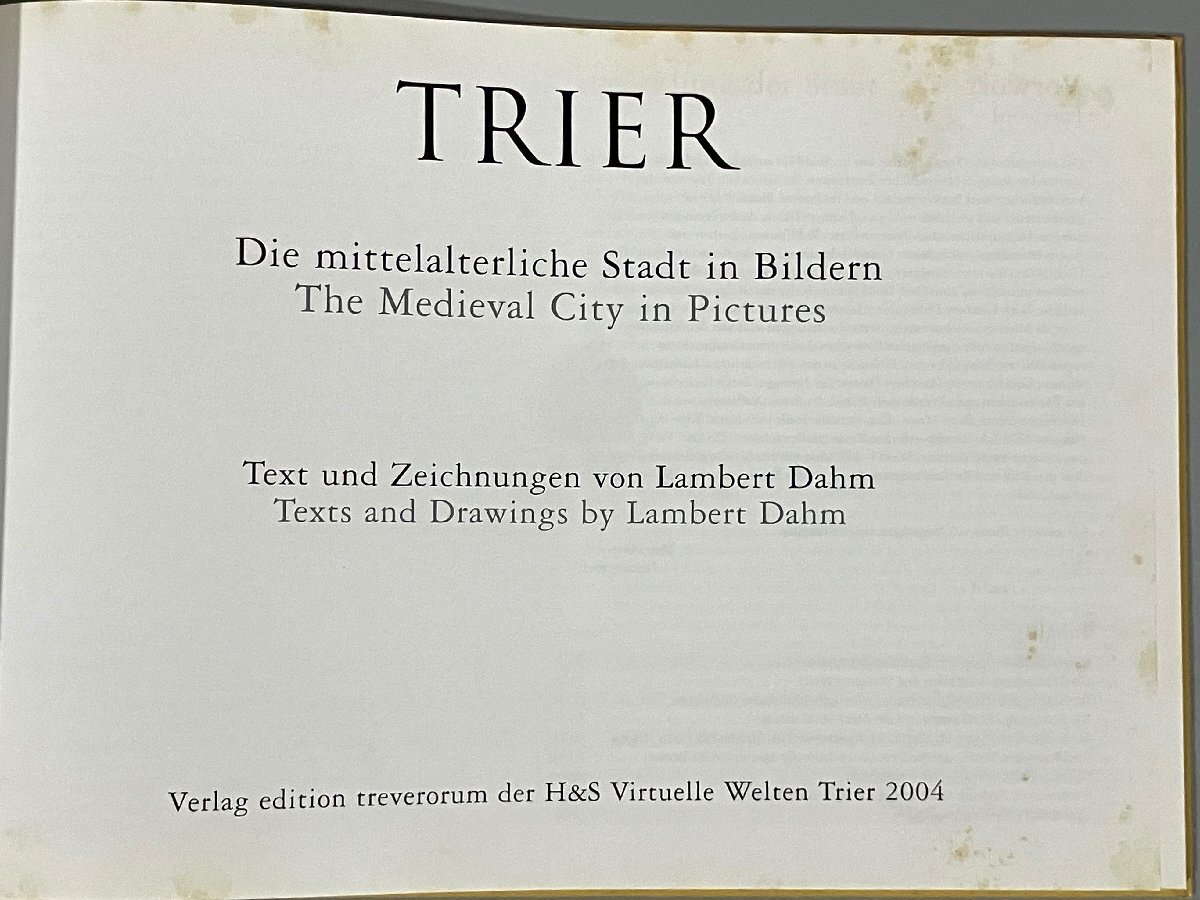 TRIER
Die mittelalterliche Stadt in Bildern
The Medieval City in Pictures
Text und Zeichnungen von Lambert Dahm
Texts and Drawings by Lambert Dahm
Verlag edition treverorum der H&S Virtuelle Welten Trier 2004